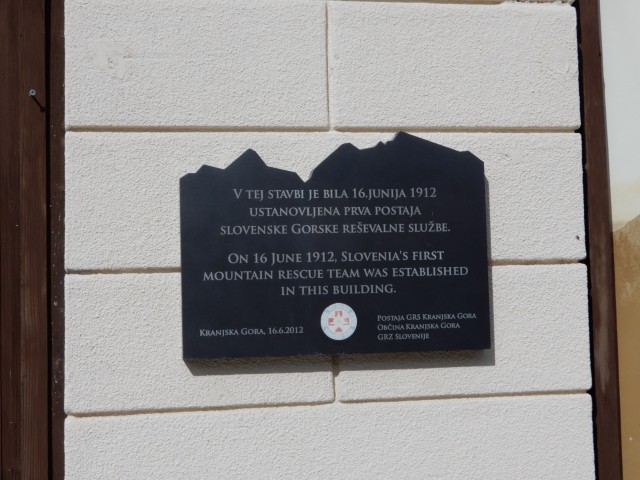 V TEJ STAVBI JE BILA 16.JUNIJA 1912
USTANOVLJENA PRVA POSTAJA
SLOVENSKE GORSKE REŠEVALNE SLUŽBE.
ON 16 JUNE 1912, SLOVENIA'S FIRST
MOUNTAIN RESCUE TEAM WAS ESTABLISHED
IN THIS BUILDING.
KRANJSKA GORA, 16.6.2012
POSTAJA GRS KRANJSKA GORA
OBČINA KRANJSKA GORA
GRZ SLOVENIJE